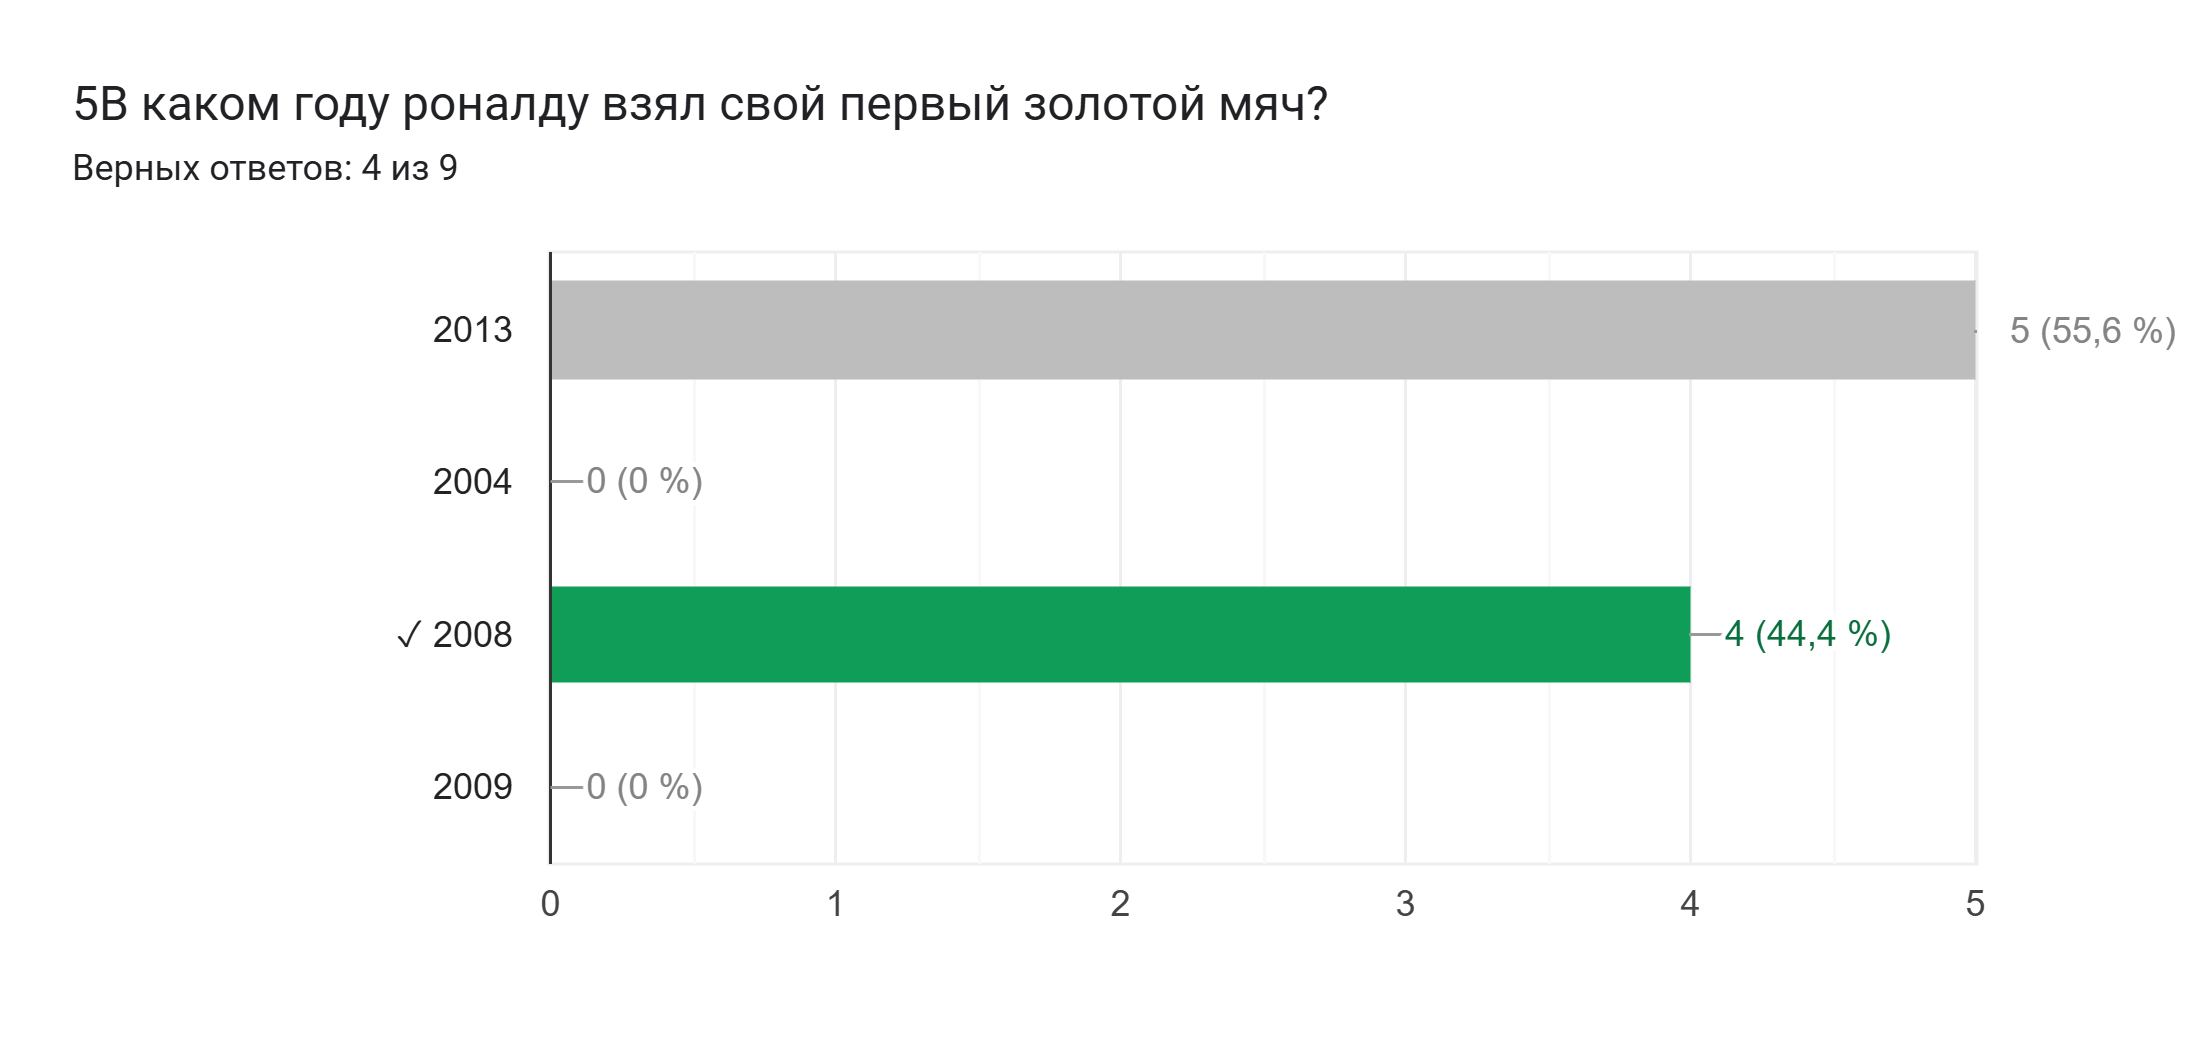 5В каком году роналду взял свой первый золотой мяч?
Верных ответов: 4 из 9
2013
5 (55,6 %)
2004
0 (0 %)
✓ 2008
4 (44,4 %)
2009
0 (0 %)
0 1 2 3 4 5